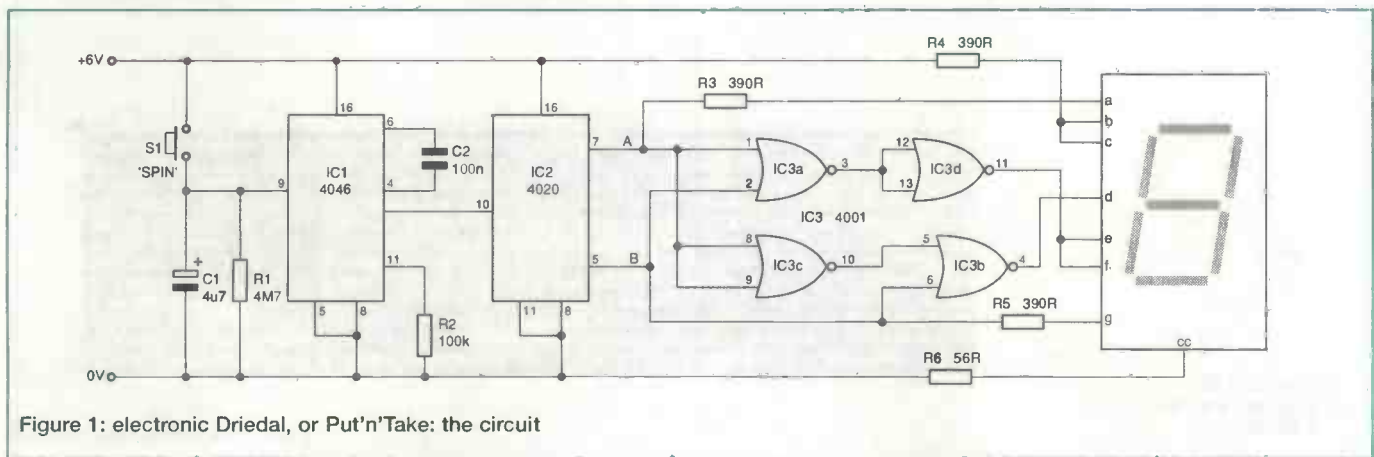 +6V
R4 390R
R3 390R
a
b
c
16
16
6
7
A
1
12
3
11
S1
'SPIN'
C2
100n
IC3a
IC3d
IC1
4046
IC2
4020
2
13
d
9
4
10
IC3 4001
e
f
C1
4u7
+
R1
4M7
11
5
B
8
9
IC3c
10
5
6
IC3b
4
R5 390R
g
5
8
R2
100k
11
8
R6 56R
CC
0V
Figure 1: electronic Driedal, or Put'n'Take: the circuit